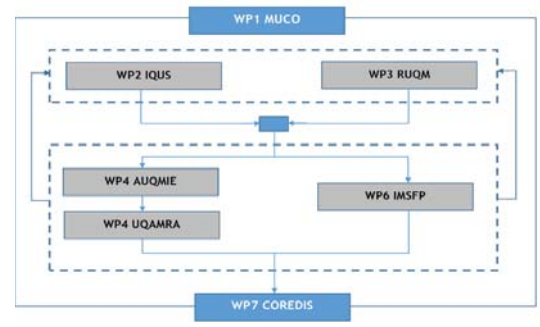 WP1 MUCO
WP2 IQUS
WP3 RUQM
WP4 AUQMIE
WP6 IMSFP
WP4 UQAMRA
WP7 COREDIS